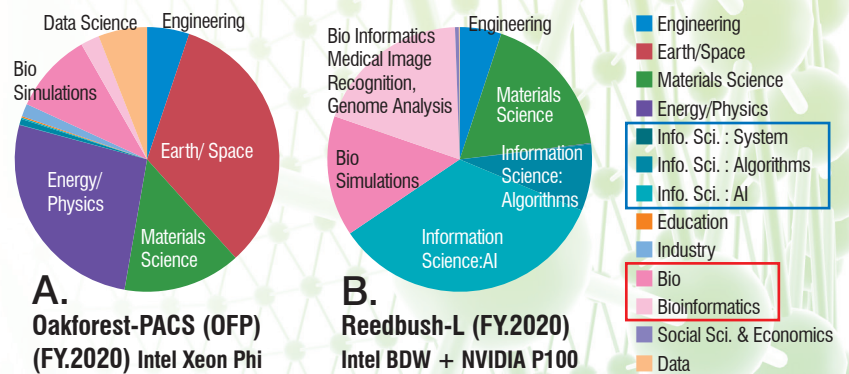 Data Science
Engineering
Bio
Simulations
Earth/ Space
Energy/
Physics
Materials
Science
A.
Oakforest-PACS (OFP)
(FY.2020) Intel Xeon Phi
Bio Informatics
Medical Image
Recognition,
Genome Analysis
Engineering
Materials
Science
Information
Science:
Algorithms
Bio
Simulations
Information
Science:AI
B.
Reedbush-L (FY.2020)
Intel BDW + NVIDIA P100
Engineering
Earth/Space
Materials Science
Energy/Physics
Info. Sci. : System
Info. Sci. : Algorithms
Info. Sci. : AI
Education
Industry
Bio
Bioinformatics
Social Sci. & Economics
Data